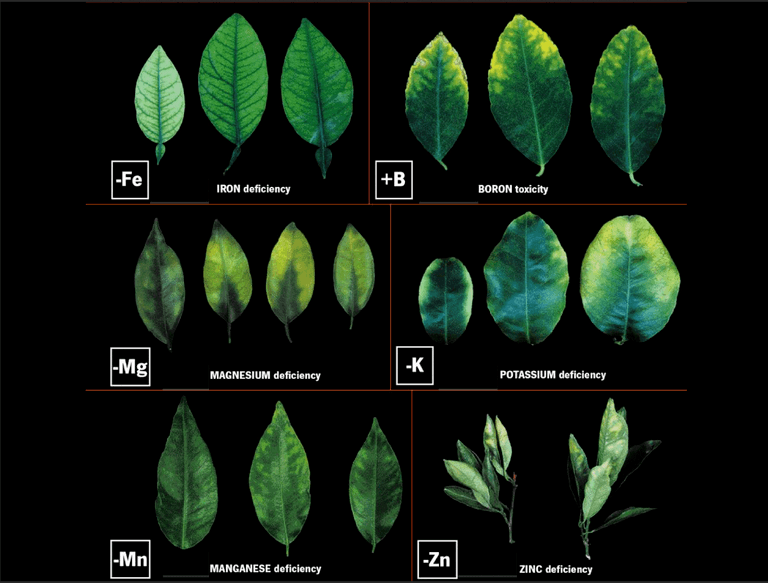 -Fe
IRON deficiency
+B
BORON toxicity
-Mg
MAGNESIUM deficiency
-K
POTASSIUM deficiency
-Mn
MANGANESE deficiency
-Zn
ZINC deficiency